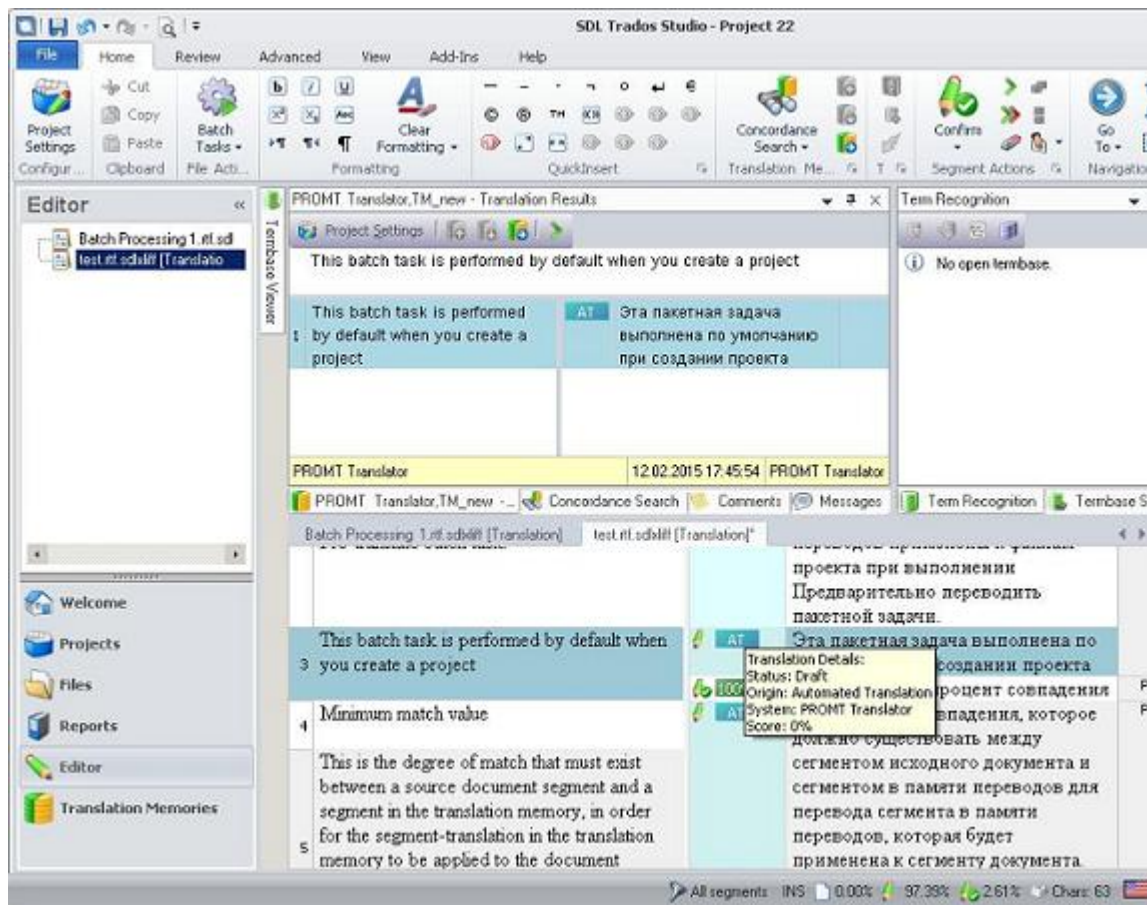 SDL Trados Studio - Project 22
File Home Review Advanced View Add-Ins Help
Project Settings
Cut
Copy
Paste
Batch Tasks
Clear Formatting
Concordance Search
Confirm
Go To
Configur... Clipboard File Acti... Formatting QuickInsert Translation Me... T Segment Actions Navigation
Editor
Batch Processing 1.rtf.sdl
test.rtf.sdlxliff [Translatio
Termbase Viewer
PROMT Translator,TM_new - Translation Results
Project Settings
This batch task is performed by default when you create a project
1
This batch task is performed
by default when you create a
project
AT
Эта пакетная задача
выполнена по умолчанию
при создании проекта
PROMT Translator 12.02.2015 17:45:54 PROMT Translator
PROMT Translator,TM_new -... Concordance Search Comments Messages
Term Recognition
No open termbase.
Term Recognition Termbase S
Batch Processing 1.rtf.sdlxliff [Translation] test.rtf.sdlxliff [Translation]*
проекта при выполнении
Предварительно переводить
пакетной задачи.
3
This batch task is performed by default when
you create a project
AT
Эта пакетная задача выполнена по
создании проекта
Translation Details:
Status: Draft
Origin: Automated Translation
System: PROMT Translator
Score: 0%
100
процент совпадения
4 Minimum match value
AT
впадения, которое
должно существовать между
сегментом исходного документа и
сегментом в памяти переводов для
перевода сегмента в памяти
переводов, которая будет
применена к сегменту документа.
5
This is the degree of match that must exist
between a source document segment and a
segment in the translation memory, in order
for the segment-translation in the translation
memory to be applied to the document
Welcome
Projects
Files
Reports
Editor
Translation Memories
All segments INS 0.00% 97.39% 2.61% Chars: 63